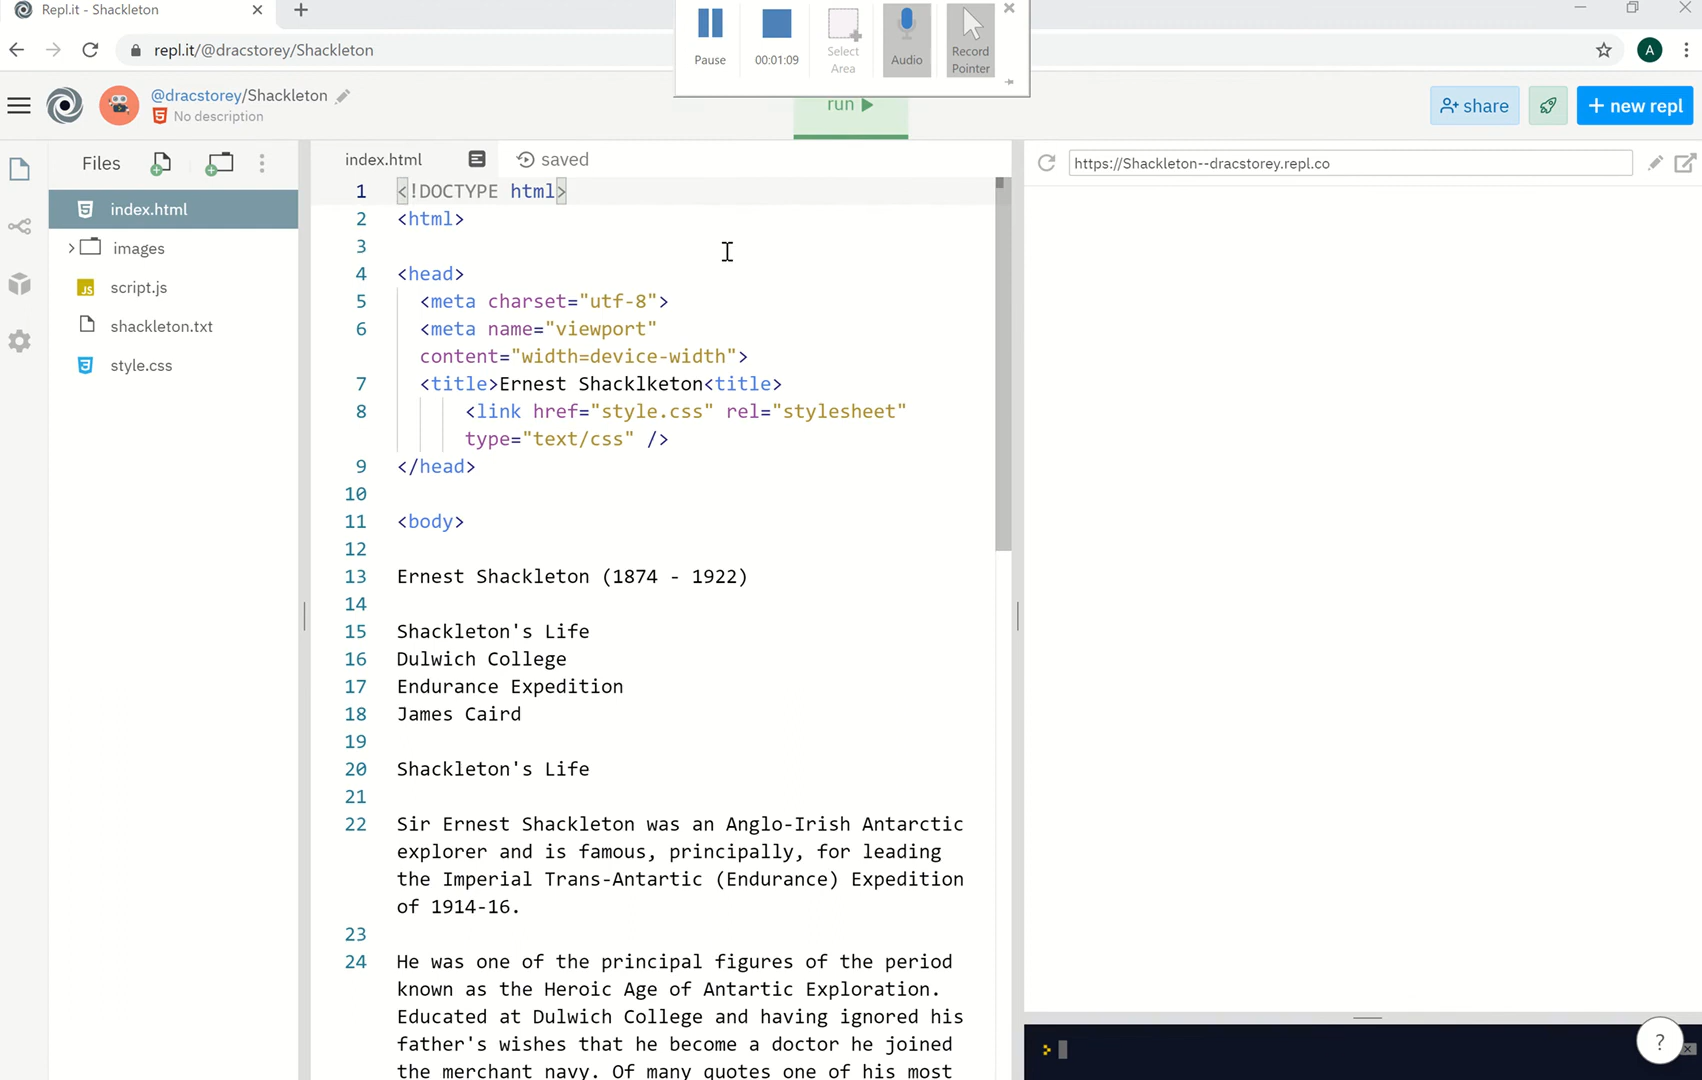 Repl.it - Shackleton
repl.it/@dracstorey/Shackleton
A
Pause
00:01:09
Select
Area
Audio
Record
Pointer
@dracstorey/Shackleton
No description
run
share
+ new repl
Files
index.html
images
script.js
shackleton.txt
style.css
index.html
saved
https://Shackleton--dracstorey.repl.co
1 <!DOCTYPE html>
2 <html>
3
4 <head>
5 <meta charset="utf-8">
6 <meta name="viewport"
content="width=device-width">
7 <title>Ernest Shacklketon<title>
8 <link href="style.css" rel="stylesheet"
type="text/css" />
9 </head>
10
11 <body>
12
13 Ernest Shackleton (1874 - 1922)
14
15 Shackleton's Life
16 Dulwich College
17 Endurance Expedition
18 James Caird
19
20 Shackleton's Life
21
22 Sir Ernest Shackleton was an Anglo-Irish Antarctic
explorer and is famous, principally, for leading
the Imperial Trans-Antartic (Endurance) Expedition
of 1914-16.
23
24 He was one of the principal figures of the period
known as the Heroic Age of Antartic Exploration.
Educated at Dulwich College and having ignored his
father's wishes that he become a doctor he joined
the merchant navy. Of many quotes one of his most
>
?